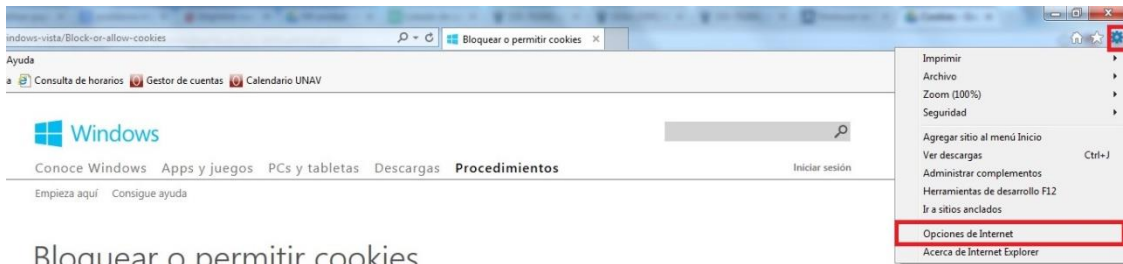 indows-vista/Block-or-allow-cookies
Bloquear o permitir cookies
Ayuda
a Consulta de horarios Gestor de cuentas Calendario UNAV
Windows
Conoce Windows Apps y juegos PCs y tabletas Descargas Procedimientos Iniciar sesión
Empieza aquí Consigue ayuda
Bloquear o permitir cookies
Imprimir
Archivo
Zoom (100%)
Seguridad
Agregar sitio al menú Inicio
Ver descargas Ctrl+J
Administrar complementos
Herramientas de desarrollo F12
Ir a sitios anclados
Opciones de Internet
Acerca de Internet Explorer